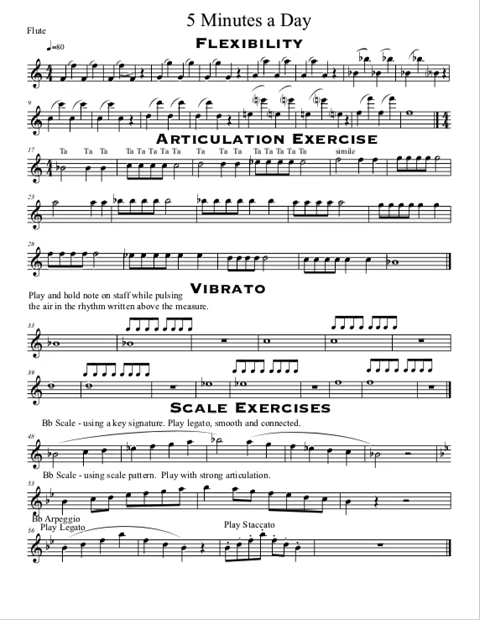 5 Minutes a Day
Flute
FLEXIBILITY
♩=80
9
ARTICULATION EXERCISE
17 Ta Ta Ta Ta Ta Ta Ta Ta Ta Ta Ta Ta Ta Ta Ta Ta simile
23
28
VIBRATO
Play and hold note on staff while pulsing
the air in the rhythm written above the measure.
33
39
SCALE EXERCISES
Bb Scale - using a key signature. Play legato, smooth and connected.
48
Bb Scale - using scale pattern. Play with strong articulation.
53
Bb Arpeggio
Play Legato Play Staccato
56